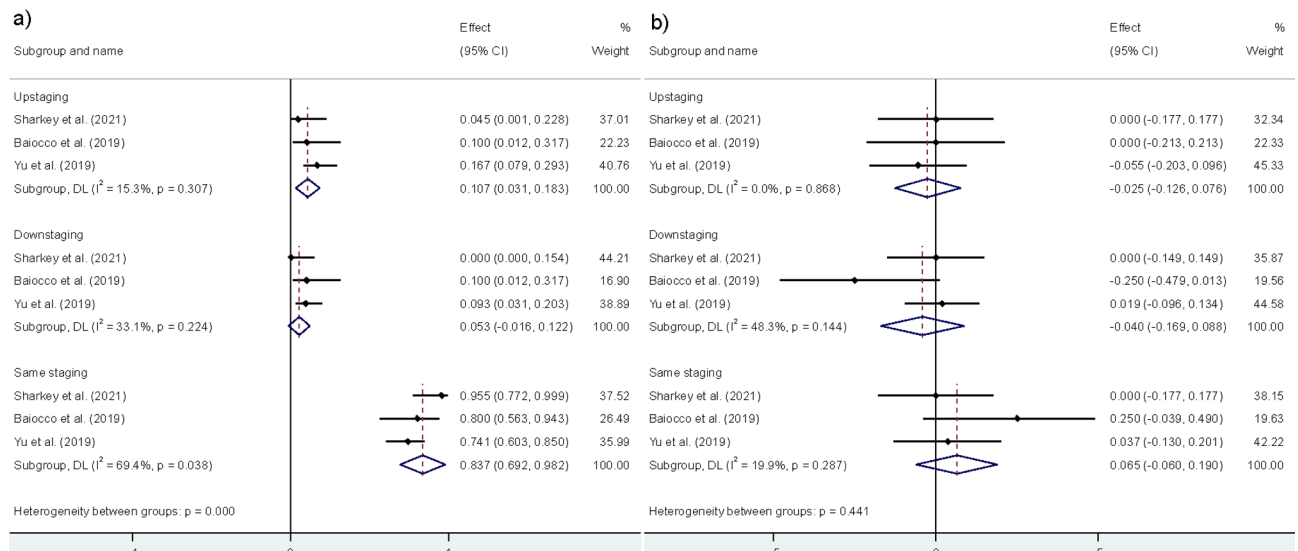 a)
Effect %
Subgroup and name (95% CI) Weight
Upstaging
Sharkey et al. (2021) 0.045 (0.001, 0.228) 37.01
Baiocco et al. (2019) 0.100 (0.012, 0.317) 22.23
Yu et al. (2019) 0.167 (0.079, 0.293) 40.76
Subgroup, DL (I² = 15.3%, p = 0.307) 0.107 (0.031, 0.183) 100.00
Downstaging
Sharkey et al. (2021) 0.000 (0.000, 0.154) 44.21
Baiocco et al. (2019) 0.100 (0.012, 0.317) 16.90
Yu et al. (2019) 0.093 (0.031, 0.203) 38.89
Subgroup, DL (I² = 33.1%, p = 0.224) 0.053 (-0.016, 0.122) 100.00
Same staging
Sharkey et al. (2021) 0.955 (0.772, 0.999) 37.52
Baiocco et al. (2019) 0.800 (0.563, 0.943) 26.49
Yu et al. (2019) 0.741 (0.603, 0.850) 35.99
Subgroup, DL (I² = 69.4%, p = 0.038) 0.837 (0.692, 0.982) 100.00
Heterogeneity between groups: p = 0.000
b)
Effect %
Subgroup and name (95% CI) Weight
Upstaging
Sharkey et al. (2021) 0.000 (-0.177, 0.177) 32.34
Baiocco et al. (2019) 0.000 (-0.213, 0.213) 22.33
Yu et al. (2019) -0.055 (-0.203, 0.096) 45.33
Subgroup, DL (I² = 0.0%, p = 0.868) -0.025 (-0.126, 0.076) 100.00
Downstaging
Sharkey et al. (2021) 0.000 (-0.149, 0.149) 35.87
Baiocco et al. (2019) -0.250 (-0.479, 0.013) 19.56
Yu et al. (2019) 0.019 (-0.096, 0.134) 44.58
Subgroup, DL (I² = 48.3%, p = 0.144) -0.040 (-0.169, 0.088) 100.00
Same staging
Sharkey et al. (2021) 0.000 (-0.177, 0.177) 38.15
Baiocco et al. (2019) 0.250 (-0.039, 0.490) 19.63
Yu et al. (2019) 0.037 (-0.130, 0.201) 42.22
Subgroup, DL (I² = 19.9%, p = 0.287) 0.065 (-0.060, 0.190) 100.00
Heterogeneity between groups: p = 0.441